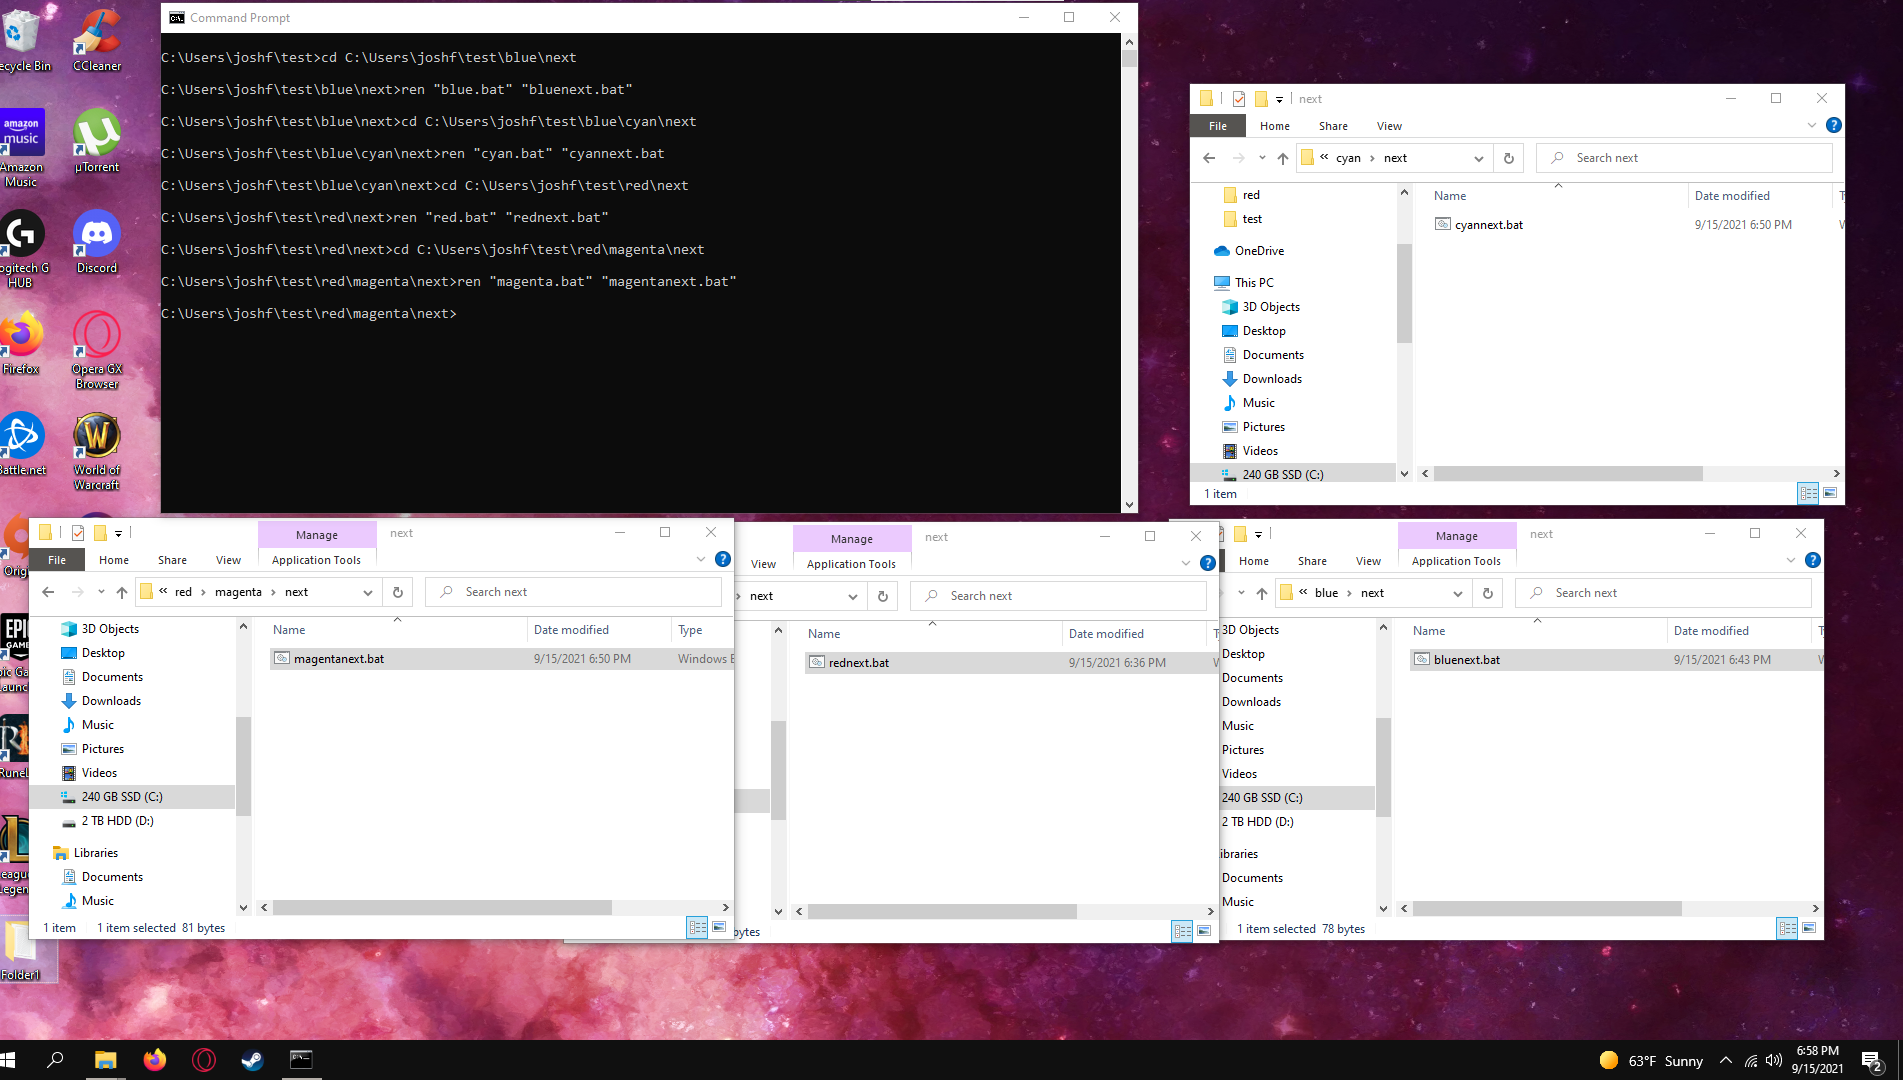 ecycle Bin
CCleaner
amazon
music
Amazon
Music
µTorrent
ogitech G
HUB
Discord
Firefox
Opera GX
Browser
Battle.net
World of
Warcraft
Orig
EPIC
GAM
pic Ga
Launc
RuneL
eagu
Legen
Folder1
Command Prompt
C:\Users\joshf\test>cd C:\Users\joshf\test\blue\next
C:\Users\joshf\test\blue\next>ren "blue.bat" "bluenext.bat"
C:\Users\joshf\test\blue\next>cd C:\Users\joshf\test\blue\cyan\next
C:\Users\joshf\test\blue\cyan\next>ren "cyan.bat" "cyannext.bat
C:\Users\joshf\test\blue\cyan\next>cd C:\Users\joshf\test\red\next
C:\Users\joshf\test\red\next>ren "red.bat" "rednext.bat"
C:\Users\joshf\test\red\next>cd C:\Users\joshf\test\red\magenta\next
C:\Users\joshf\test\red\magenta\next>ren "magenta.bat" "magentanext.bat"
C:\Users\joshf\test\red\magenta\next>
next
File Home Share View
« cyan › next
Search next
red
test
OneDrive
This PC
3D Objects
Desktop
Documents
Downloads
Music
Pictures
Videos
240 GB SSD (C:)
Name Date modified
cyannext.bat 9/15/2021 6:50 PM
1 item
Manage next
File Home Share View Application Tools
« red › magenta › next
Search next
3D Objects
Desktop
Documents
Downloads
Music
Pictures
Videos
240 GB SSD (C:)
2 TB HDD (D:)
Libraries
Documents
Music
Name Date modified Type
magentanext.bat 9/15/2021 6:50 PM Windows B
1 item 1 item selected 81 bytes
Manage next
View Application Tools
› next
Search next
Name Date modified
rednext.bat 9/15/2021 6:36 PM
bytes
Manage next
Home Share View Application Tools
« blue › next
Search next
3D Objects
Desktop
Documents
Downloads
Music
Pictures
Videos
240 GB SSD (C:)
2 TB HDD (D:)
ibraries
Documents
Music
Name Date modified
bluenext.bat 9/15/2021 6:43 PM
1 item selected 78 bytes
63°F Sunny
6:58 PM
9/15/2021
2